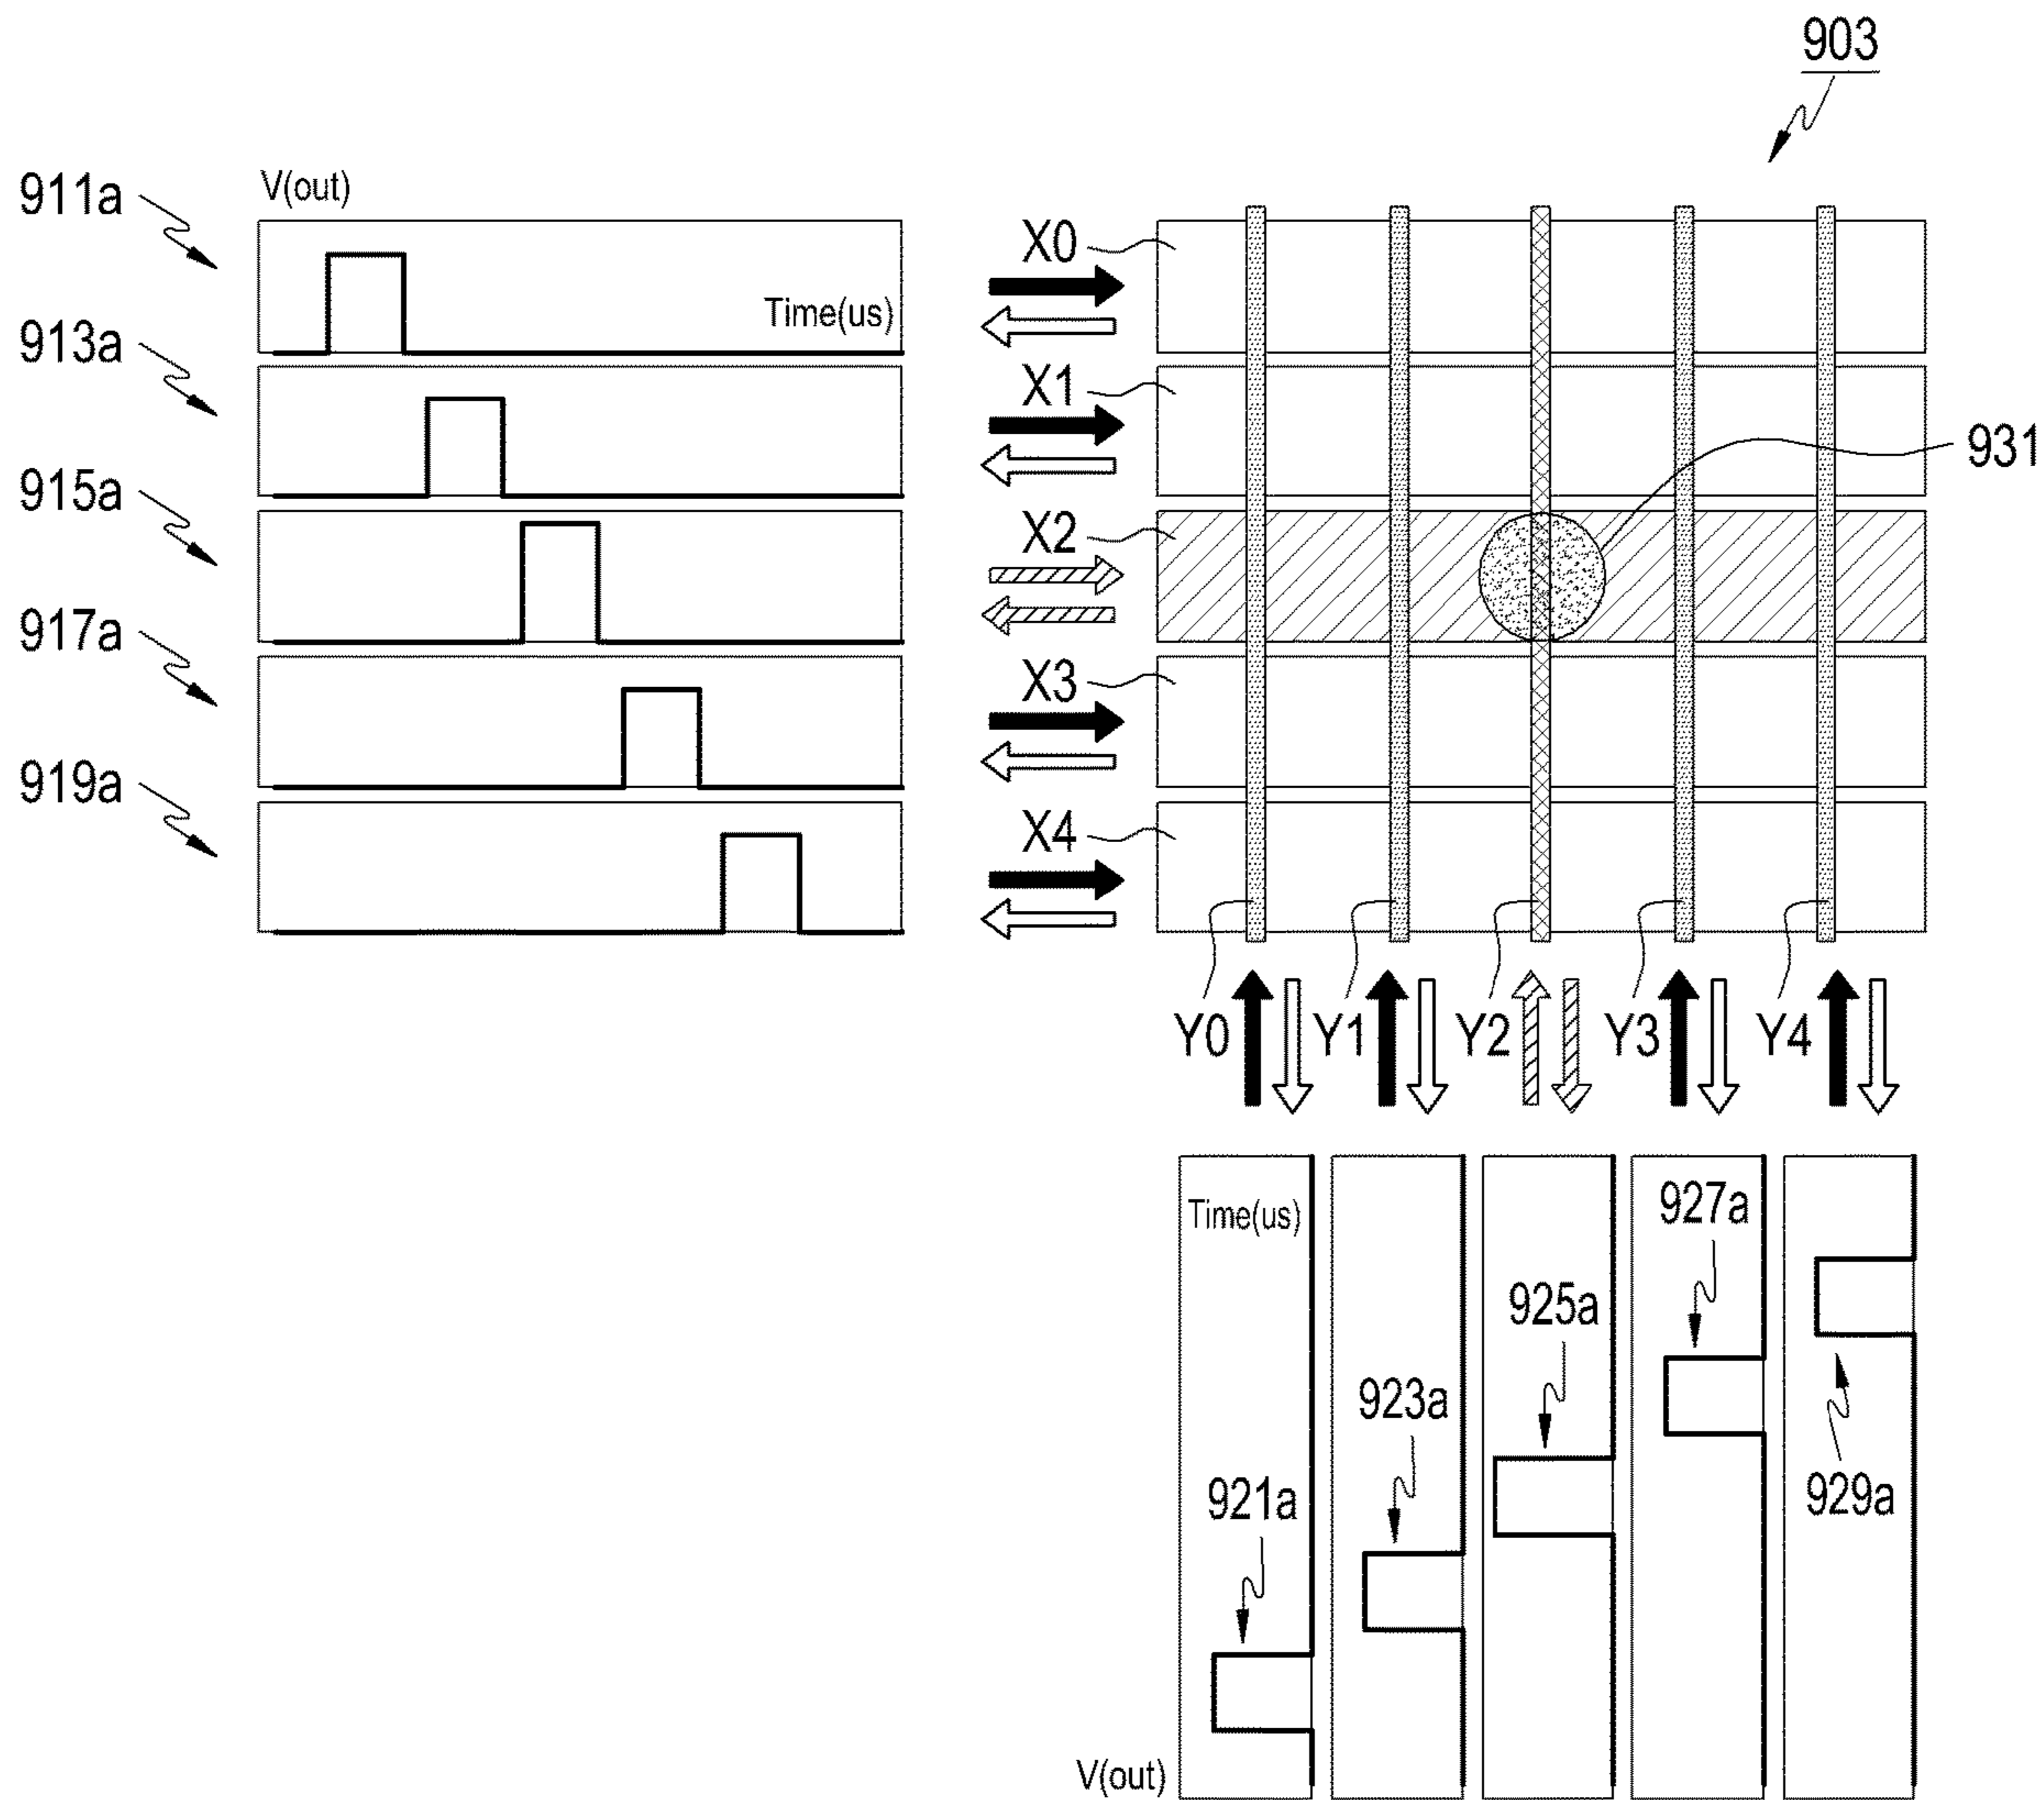 903
911a
V(out)
X0
Time(us)
913a
X1
931
915a
X2
917a
X3
919a
X4
Y0 Y1 Y2 Y3 Y4
Time(us)
927a
925a
923a
921a
929a
V(out)